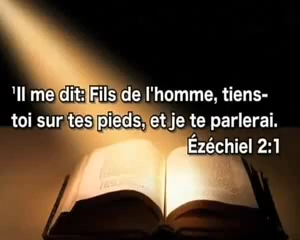 ¹Il me dit: Fils de l'homme, tiens-
toi sur tes pieds, et je te parlerai.
Ézéchiel 2:1